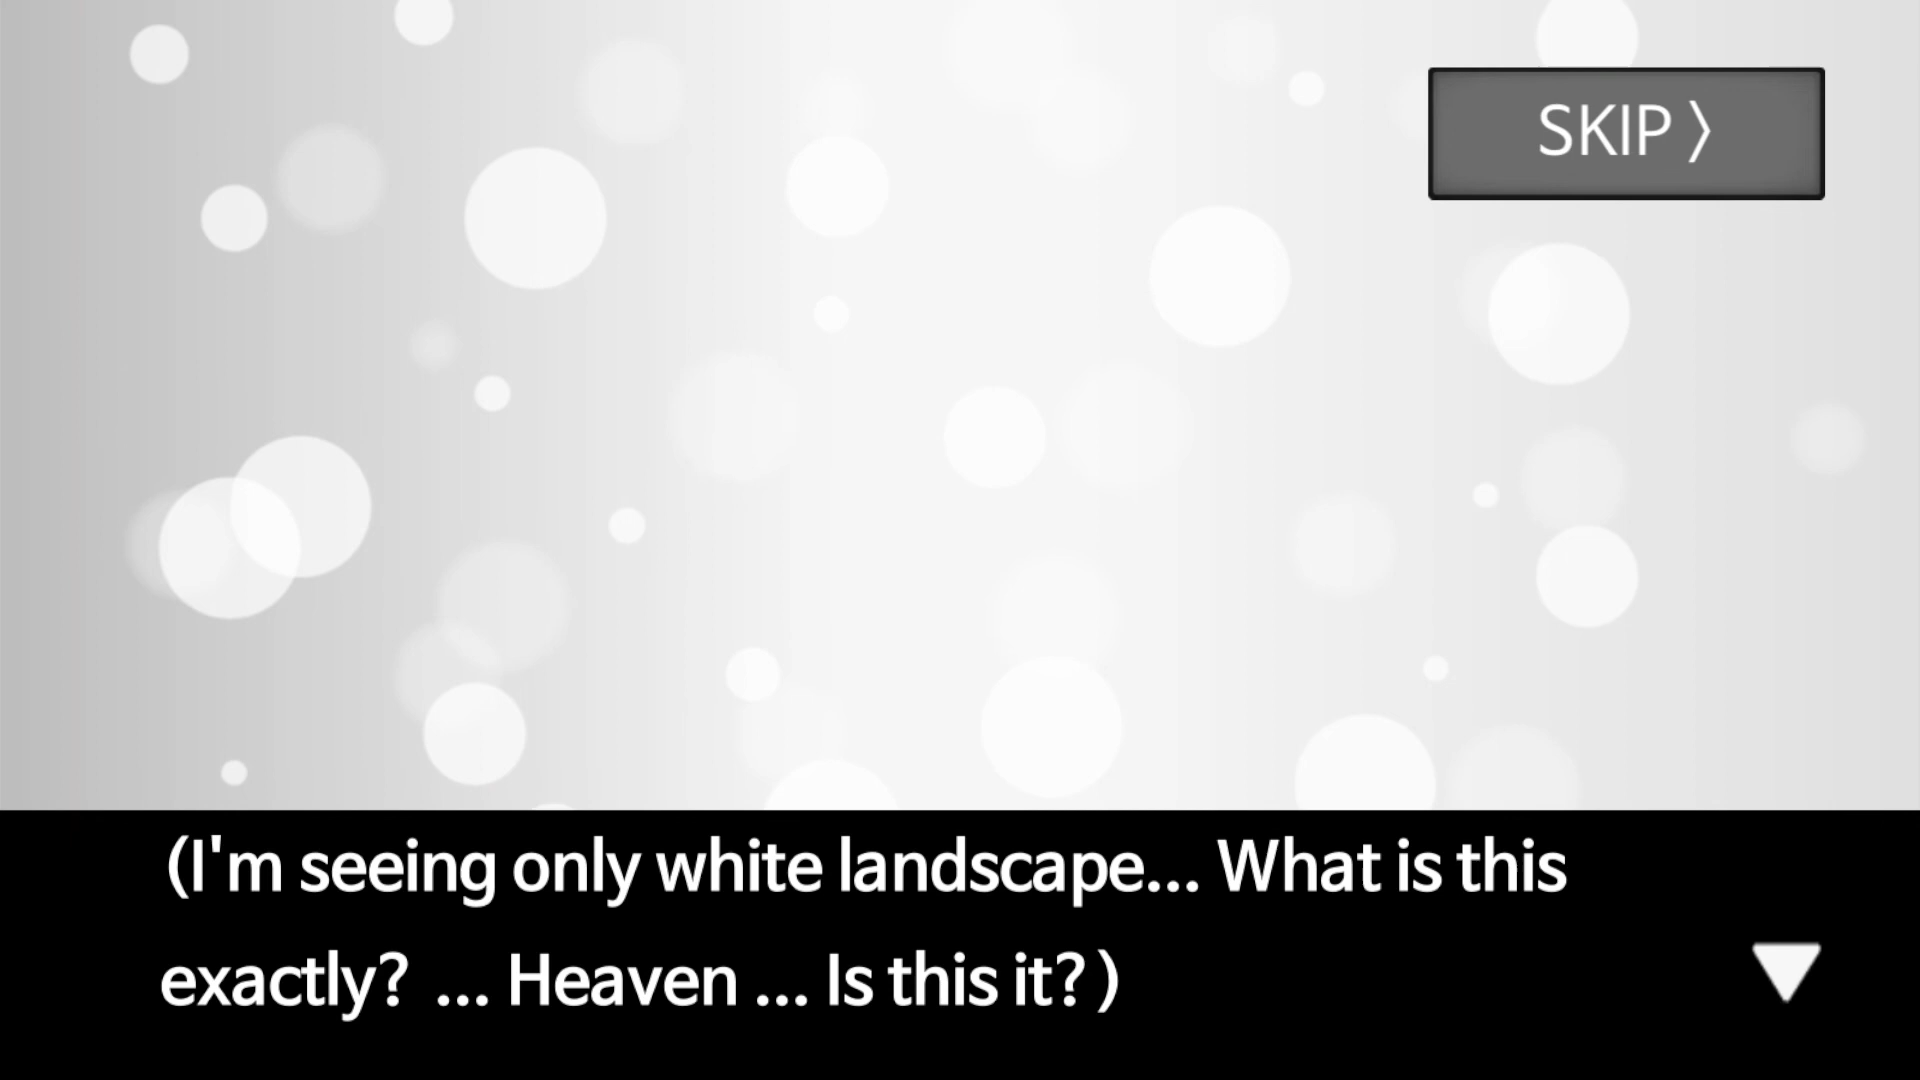 SKIP 〉
(I'm seeing only white landscape... What is this
exactly? ... Heaven ... Is this it?)